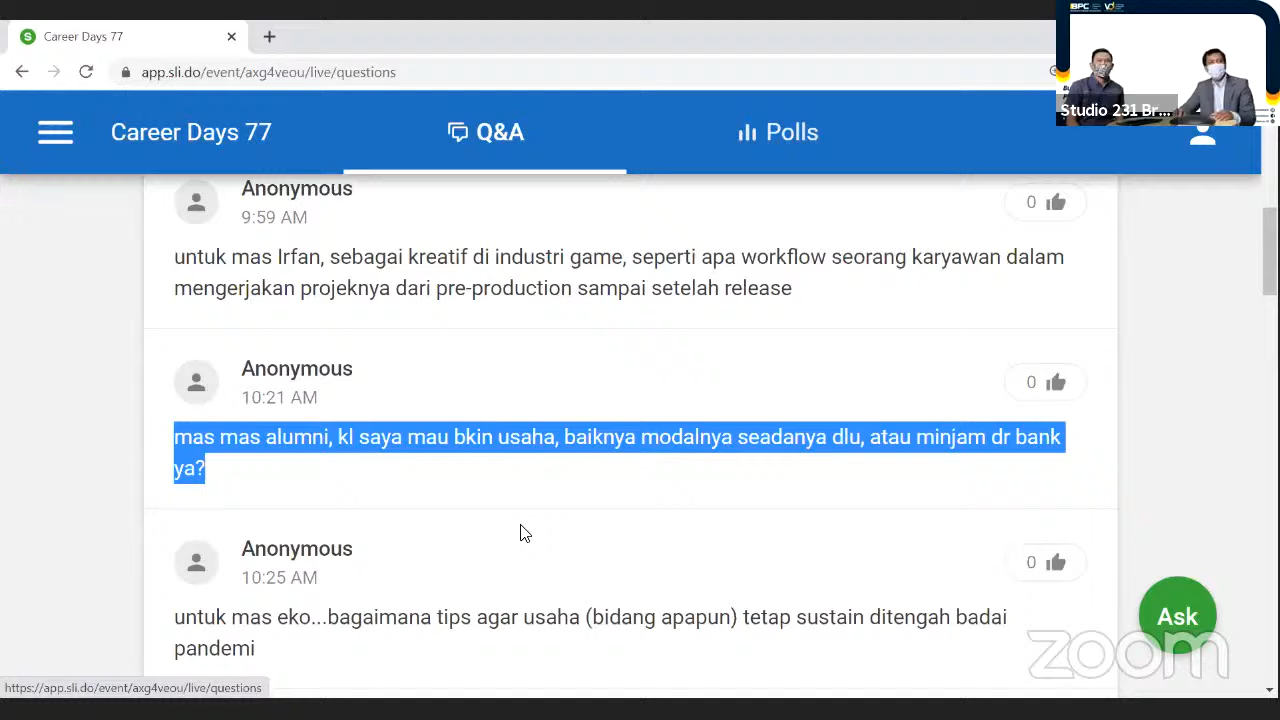 Career Days 77
app.sli.do/event/axg4veou/live/questions
BPC
Studio 231 Br...
Career Days 77
Q&A
Polls
Anonymous
9:59 AM
0
untuk mas Irfan, sebagai kreatif di industri game, seperti apa workflow seorang karyawan dalam
mengerjakan projeknya dari pre-production sampai setelah release
Anonymous
10:21 AM
0
mas mas alumni, kl saya mau bkin usaha, baiknya modalnya seadanya dlu, atau minjam dr bank
ya?
Anonymous
10:25 AM
0
untuk mas eko...bagaimana tips agar usaha (bidang apapun) tetap sustain ditengah badai
pandemi
Ask
zoom
https://app.sli.do/event/axg4veou/live/questions